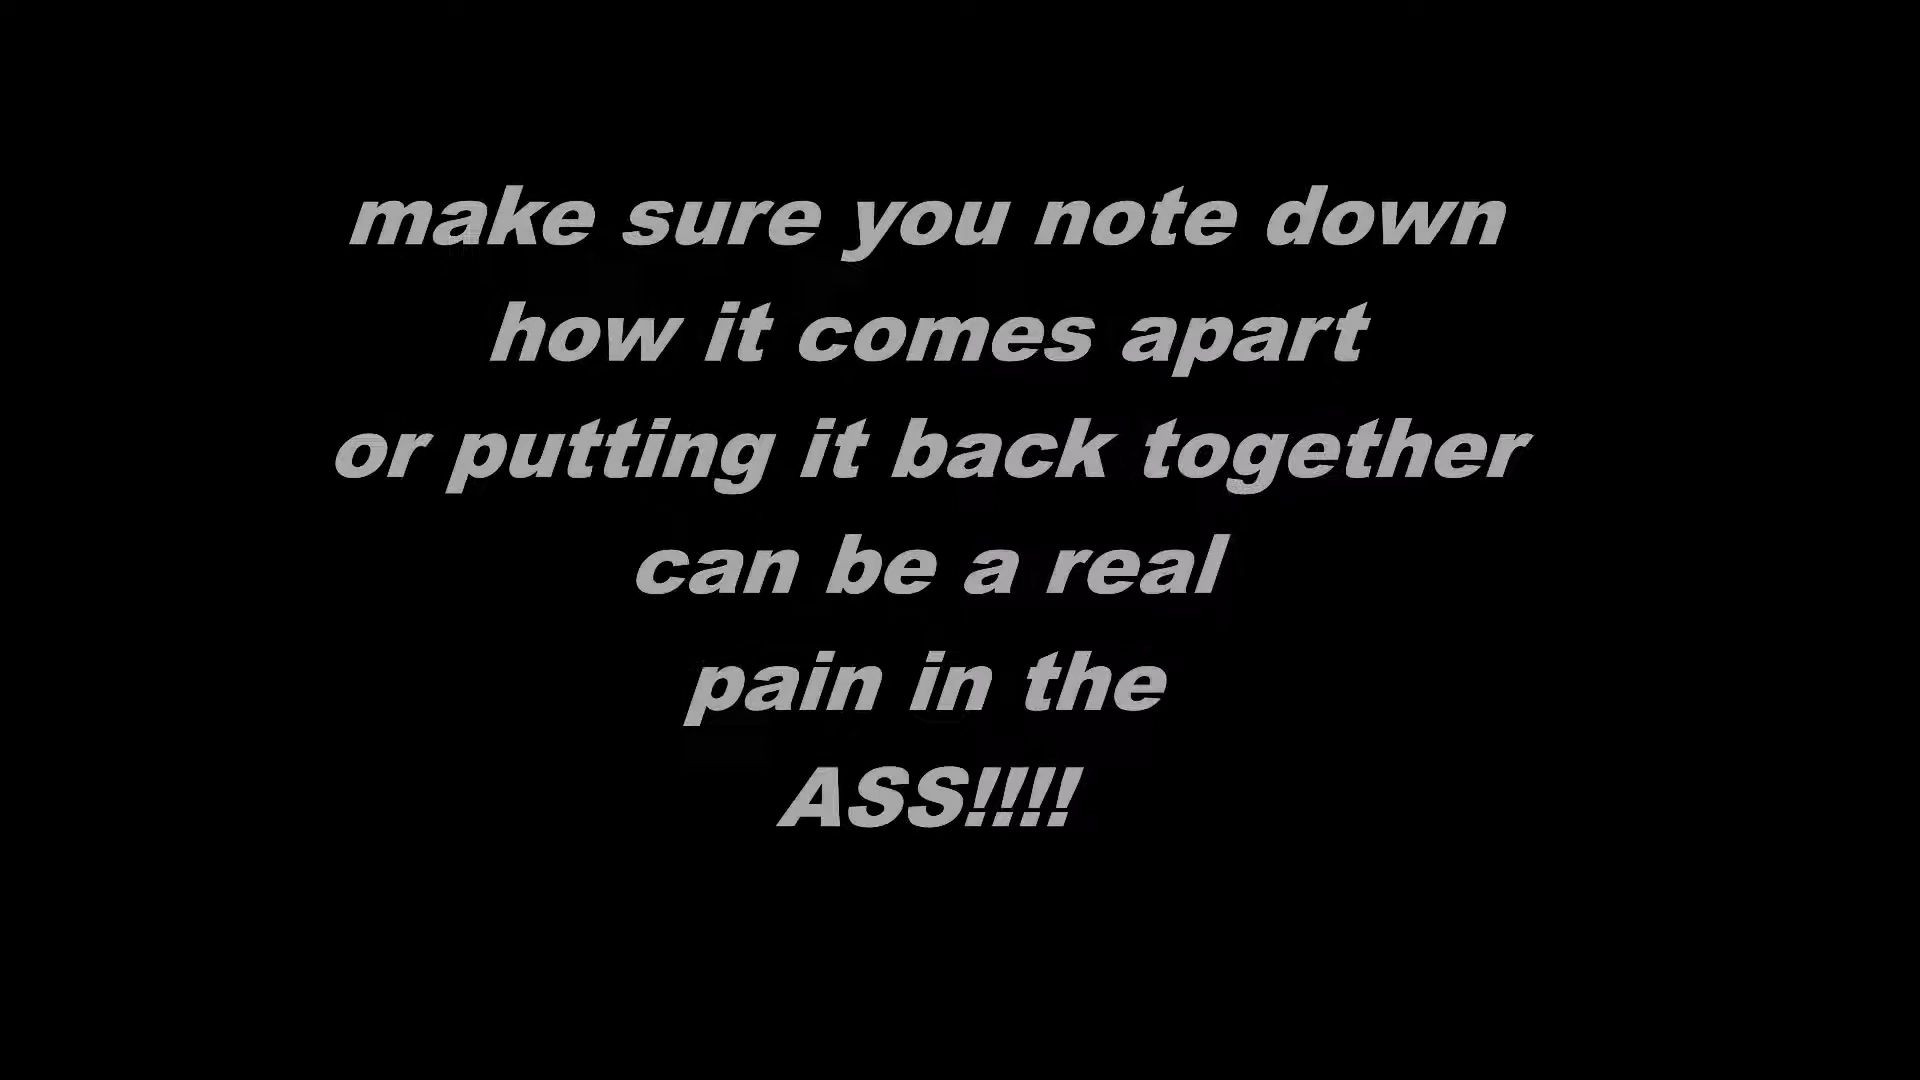 make sure you note down
how it comes apart
or putting it back together
can be a real
pain in the
ASS!!!!